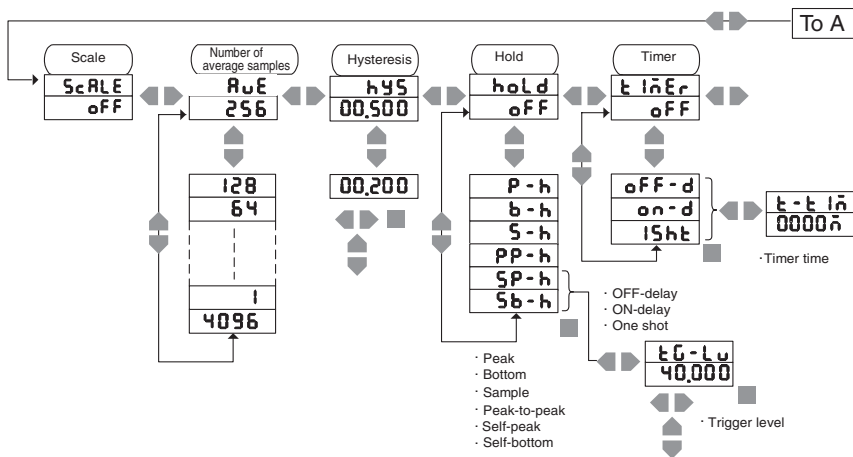 To A
Scale
ScALE
oFF
Number of
average samples
AvE
256
128
64
1
4096
Hysteresis
hYS
00.500
00.200
Hold
hoLd
oFF
P-h
b-h
S-h
PP-h
SP-h
Sb-h
· Peak
· Bottom
· Sample
· Peak-to-peak
· Self-peak
· Self-bottom
tG-Lv
40.000
· Trigger level
Timer
tImEr
oFF
oFF-d
on-d
1Sht
· OFF-delay
· ON-delay
· One shot
t-tIm
0000m
· Timer time